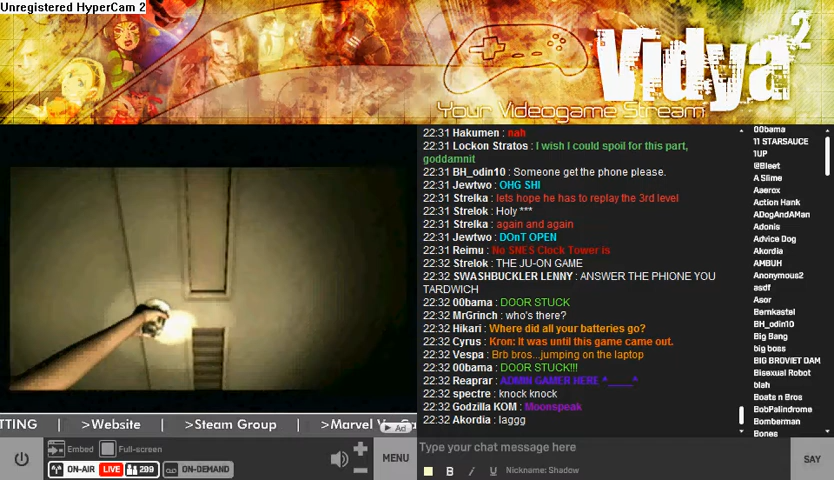 Unregistered HyperCam 2
Vidya²
Your Videogame Stream
22:31 Hakumen : nah
22:31 Lockon Stratos : I wish I could spoil for this part,
goddamnit
22:31 BH_odin10 : Someone get the phone please.
22:31 Jewtwo : OHG SHI
22:31 Strelka : lets hope he has to replay the 3rd level
22:31 Strelok : Holy ***
22:31 Strelka : again and again
22:31 Jewtwo : DOnT OPEN
22:31 Reimu : No SNES Clock Tower is
22:32 Strelok : THE JU-ON GAME
22:32 SWASHBUCKLER LENNY : ANSWER THE PHIONE YOU
TARDWICH
22:32 00bama : DOOR STUCK
22:32 MrGrinch : who's there?
22:32 Hikari : Where did all your batteries go?
22:32 Cyrus : Kron: It was until this game came out.
22:32 Vespa : Brb bros...jumping on the laptop
22:32 00bama : DOOR STUCK!!!
22:32 Reaprar : ADMIN GAMER HERE ^____^
22:32 spectre : knock knock
22:32 Godzilla KOM : Moonspeak
22:32 Akordia : laggg
00bama
11 STARSAUCE
1UP
@Bleet
A Slime
Aaerox
Action Hank
ADogAndAMan
Adonis
Advice Dog
Akordia
AMBUH
Anonymous2
asdf
Asor
Bernkastel
BH_odin10
Big Bang
big boss
BIG BROVIET DAM
Bisexual Robot
blah
Boats n Bros
BobPalindrome
Bomberman
Bones
TTING | >Website | >Steam Group | >Marvel
Ad
Embed
Full-screen
ON-AIR LIVE 299
ON-DEMAND
MENU
Type your chat message here
B I U Nickname: Shadow
SAY